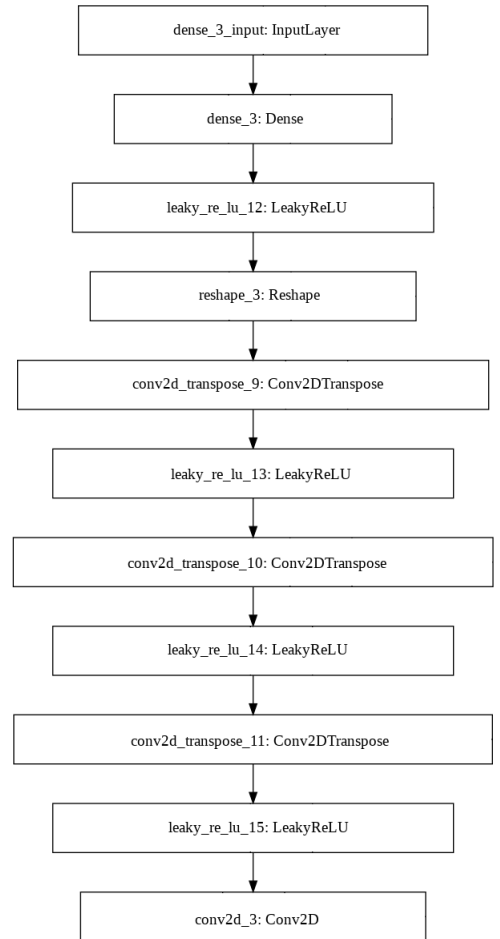 dense_3_input: InputLayer
dense_3: Dense
leaky_re_lu_12: LeakyReLU
reshape_3: Reshape
conv2d_transpose_9: Conv2DTranspose
leaky_re_lu_13: LeakyReLU
conv2d_transpose_10: Conv2DTranspose
leaky_re_lu_14: LeakyReLU
conv2d_transpose_11: Conv2DTranspose
leaky_re_lu_15: LeakyReLU
conv2d_3: Conv2D